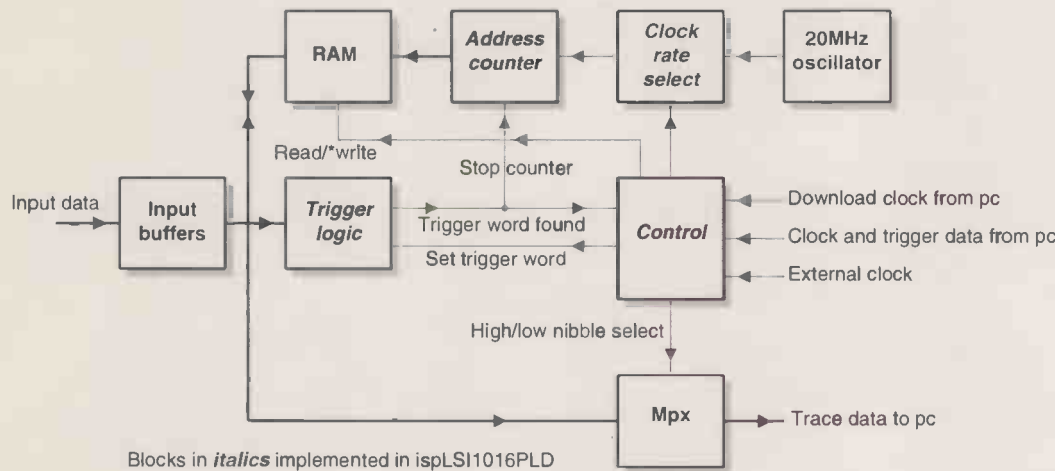 RAM
Address
counter
Clock
rate
select
20MHz
oscillator
Read/*write
Stop counter
Input data
Input
buffers
Trigger
logic
Trigger word found
Set trigger word
Control
Download clock from pc
Clock and trigger data from pc
External clock
High/low nibble select
Mpx
Trace data to pc
Blocks in italics implemented in ispLSI1016PLD